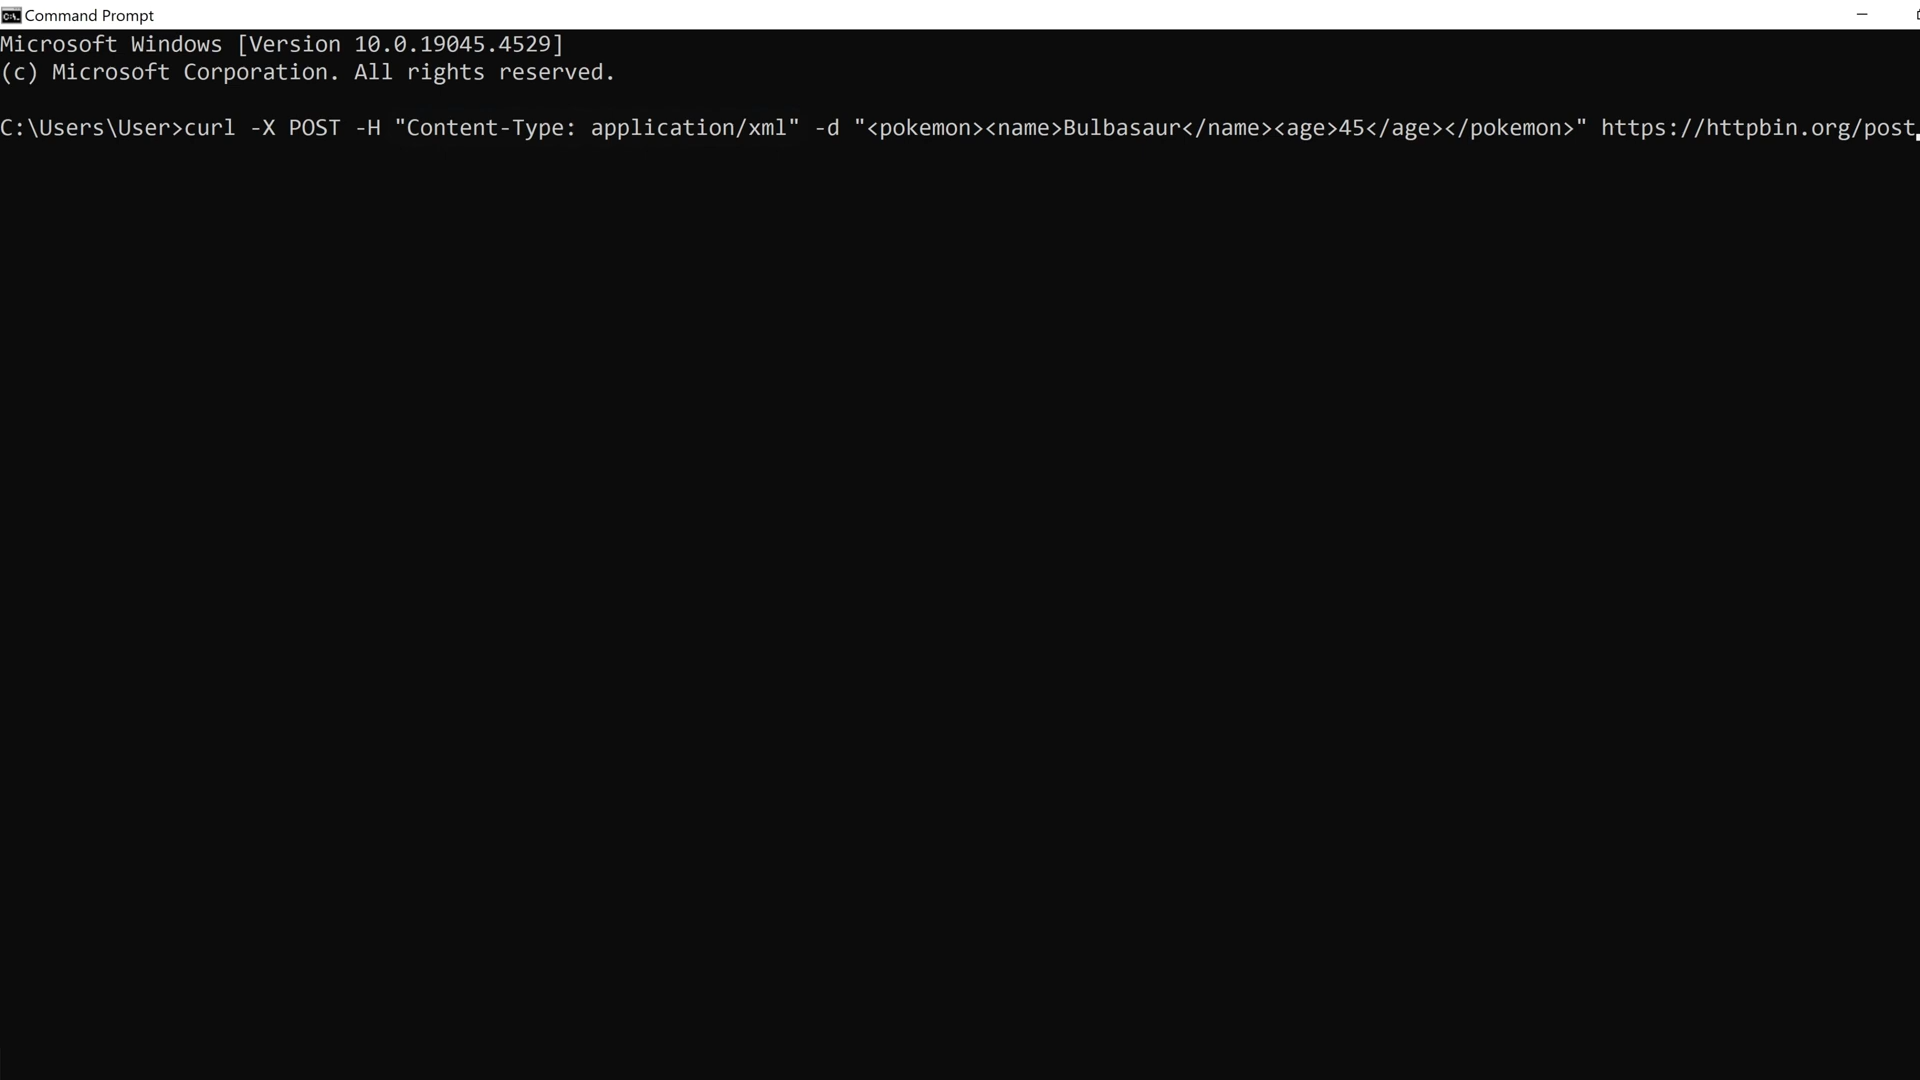 Command Prompt
Microsoft Windows [Version 10.0.19045.4529]
(c) Microsoft Corporation. All rights reserved.
C:\Users\User>curl -X POST -H "Content-Type: application/xml" -d "<pokemon><name>Bulbasaur</name><age>45</age></pokemon>" https://httpbin.org/post